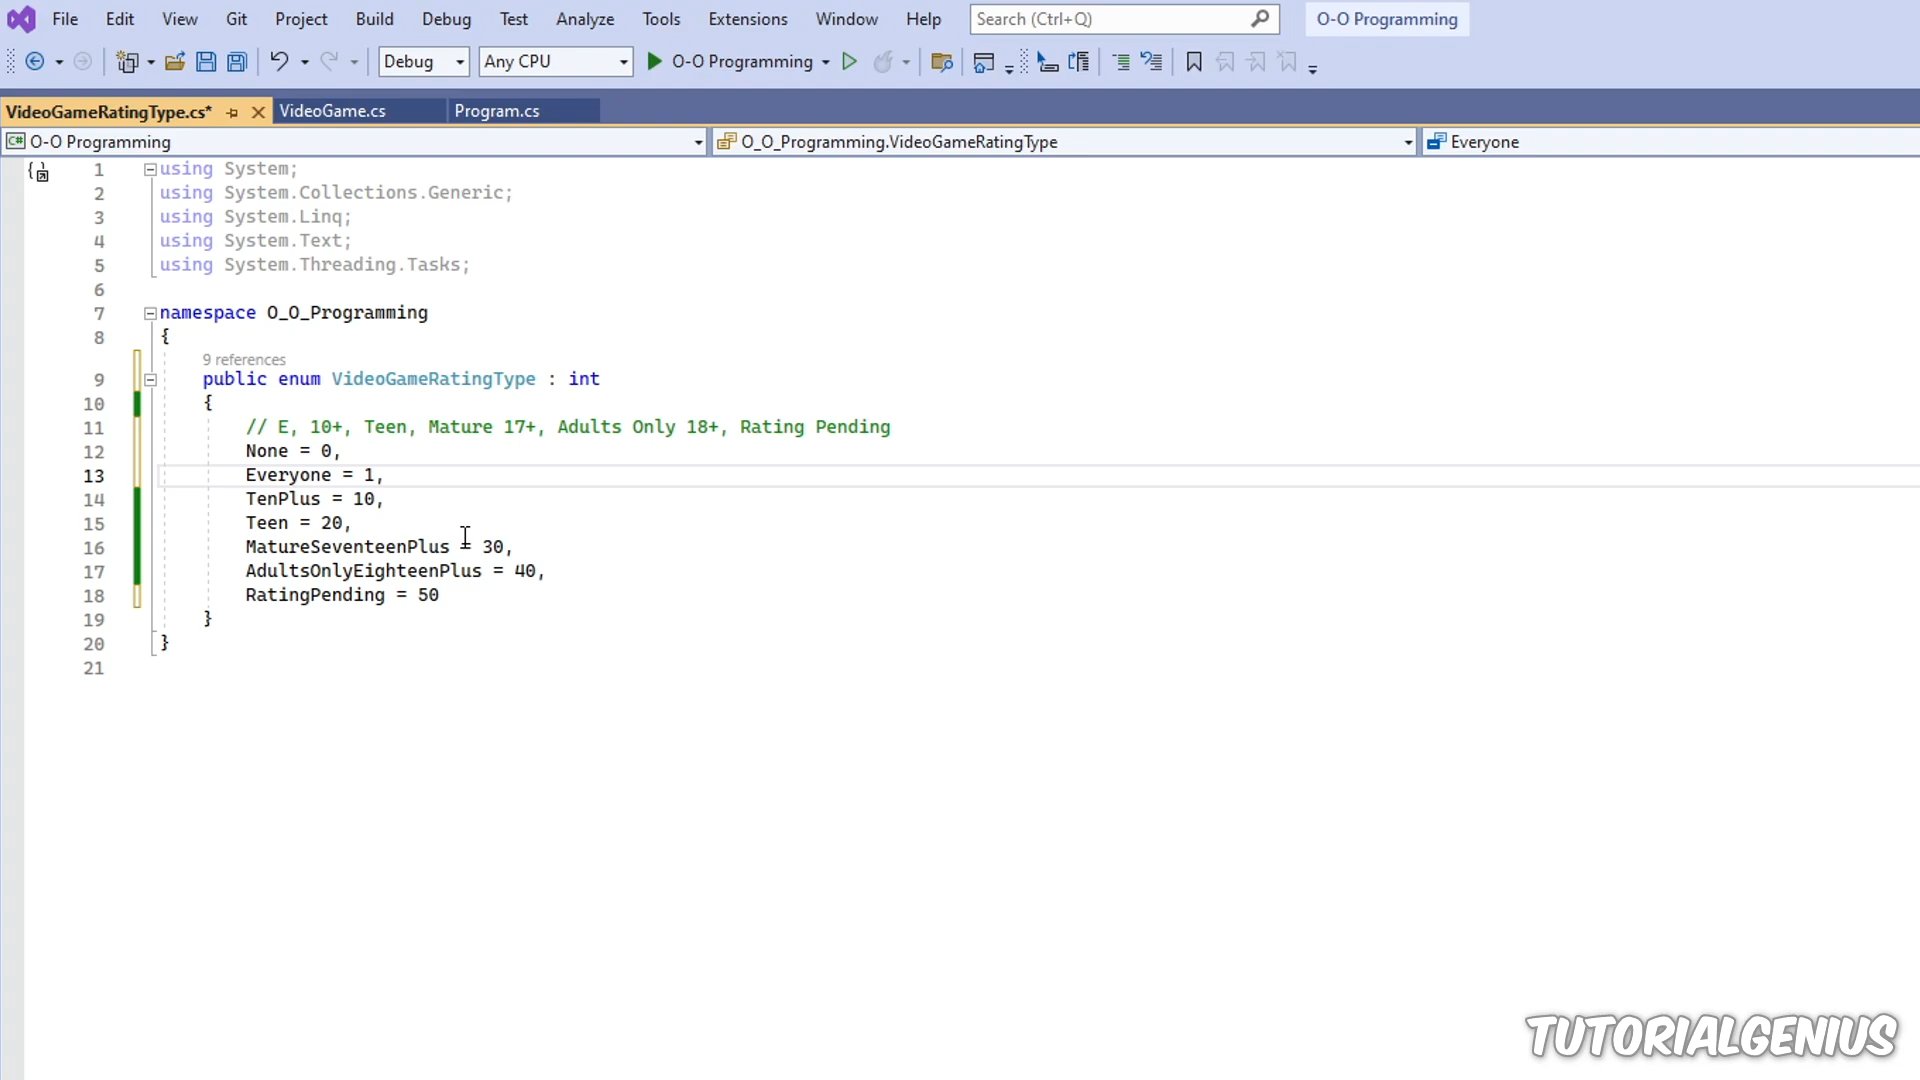 File Edit View Git Project Build Debug Test Analyze Tools Extensions Window Help Search (Ctrl+Q) O-O Programming
Debug Any CPU O-O Programming
VideoGameRatingType.cs* VideoGame.cs Program.cs
C# O-O Programming O_O_Programming.VideoGameRatingType Everyone
1 using System;
2 using System.Collections.Generic;
3 using System.Linq;
4 using System.Text;
5 using System.Threading.Tasks;
6
7 namespace O_O_Programming
8 {
9 references
9 public enum VideoGameRatingType : int
10 {
11 // E, 10+, Teen, Mature 17+, Adults Only 18+, Rating Pending
12 None = 0,
13 Everyone = 1,
14 TenPlus = 10,
15 Teen = 20,
16 MatureSeventeenPlus = 30,
17 AdultsOnlyEighteenPlus = 40,
18 RatingPending = 50
19 }
20 }
21
TUTORIALGENIUS